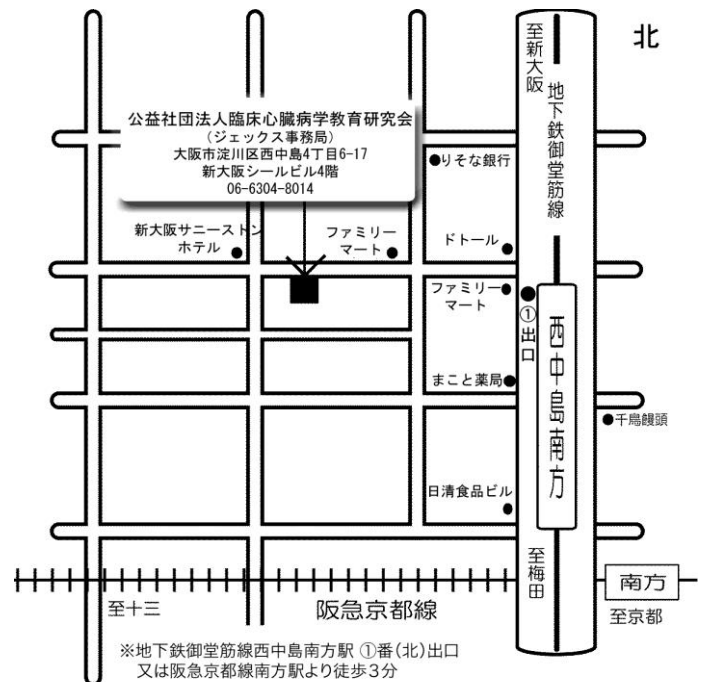 至新大阪
北
地下鉄御堂筋線
公益社団法人臨床心臓病学教育研究会
（ジェックス事務局）
大阪市淀川区西中島4丁目6-17
新大阪シールビル4階
06-6304-8014
●りそな銀行
新大阪サニーストン
ホテル
ファミリー
マート
ドトール
ファミリー
マート
①出口
西中島南方
まこと薬局
●千鳥饅頭
日清食品ビル
至梅田
南方
至十三
阪急京都線
至京都
※地下鉄御堂筋線西中島南方駅 ①番(北)出口
又は阪急京都線南方駅より徒歩3分